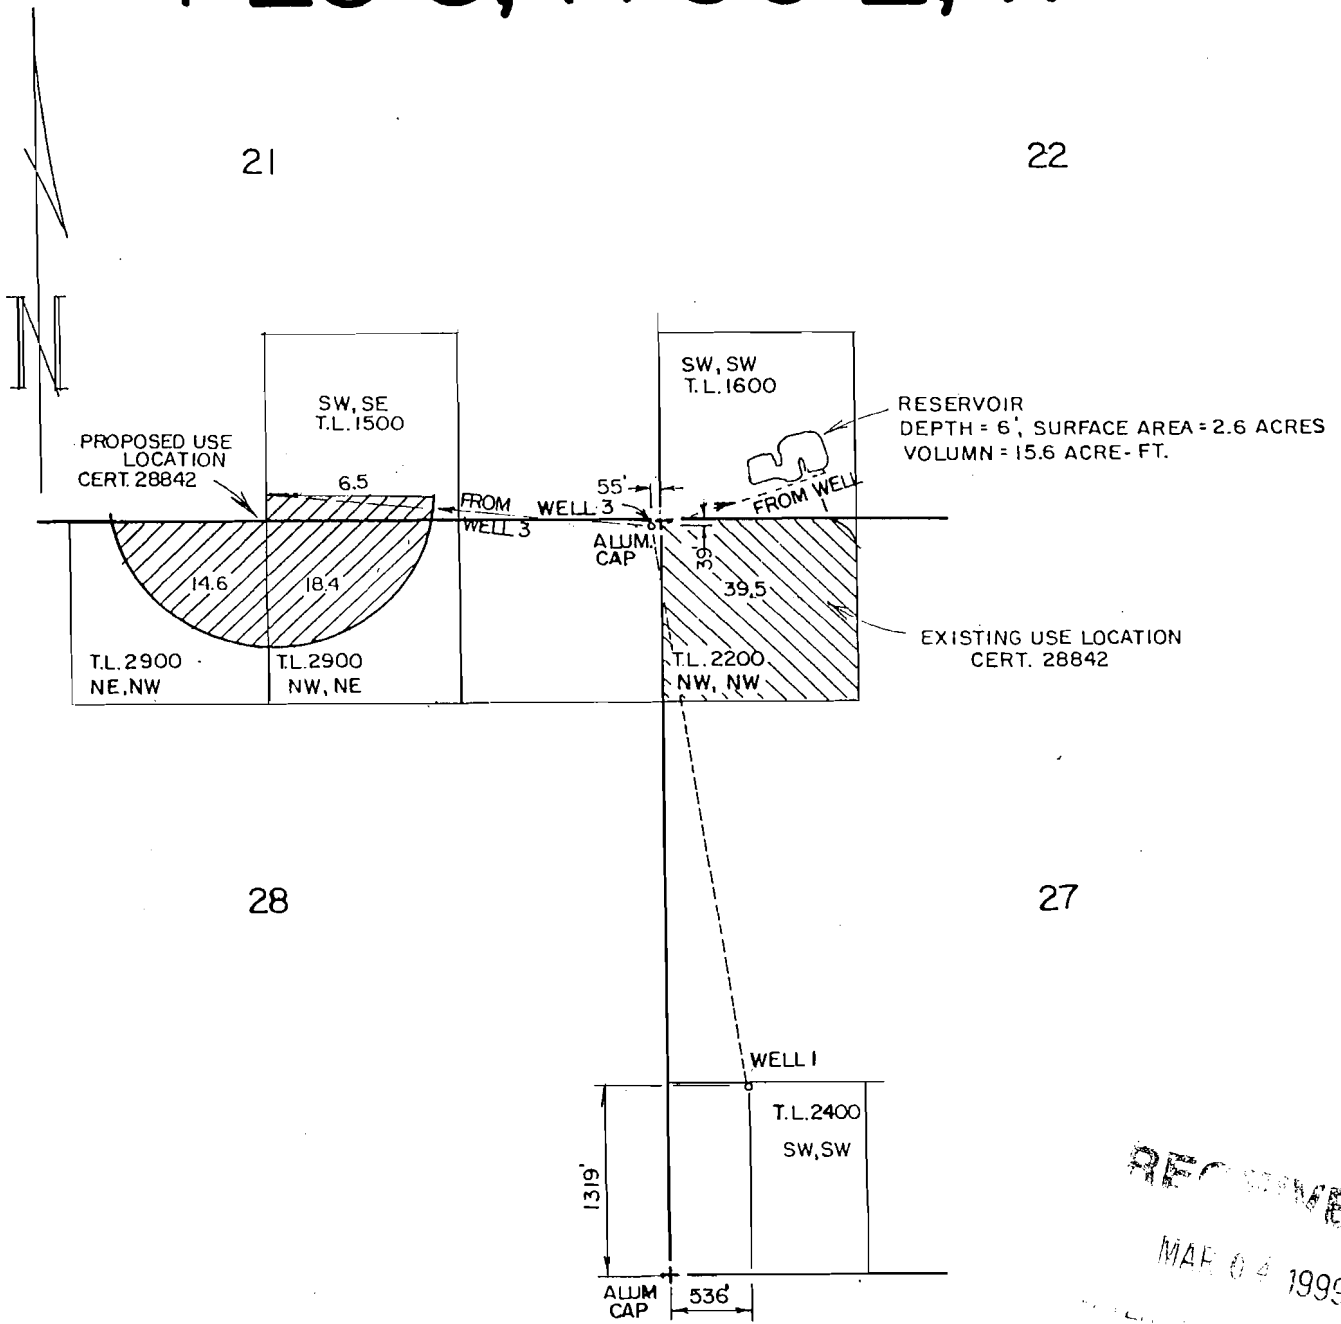 21
22
N
SW, SW
T.L.1600
SW, SE
T.L.1500
RESERVOIR
DEPTH = 6', SURFACE AREA = 2.6 ACRES
VOLUMN = 15.6 ACRE-FT.
PROPOSED USE
LOCATION
CERT. 28842
6.5
55'
FROM
WELL 3
WELL 3
FROM WELL
ALUM.
CAP
39'
14.6
18.4
39.5
EXISTING USE LOCATION
CERT. 28842
T.L.2900
NE,NW
T.L.2900
NW, NE
T.L.2200
NW, NW
28
27
WELL 1
T.L.2400
SW,SW
1319'
ALUM
CAP
536'
MAR 04 1999